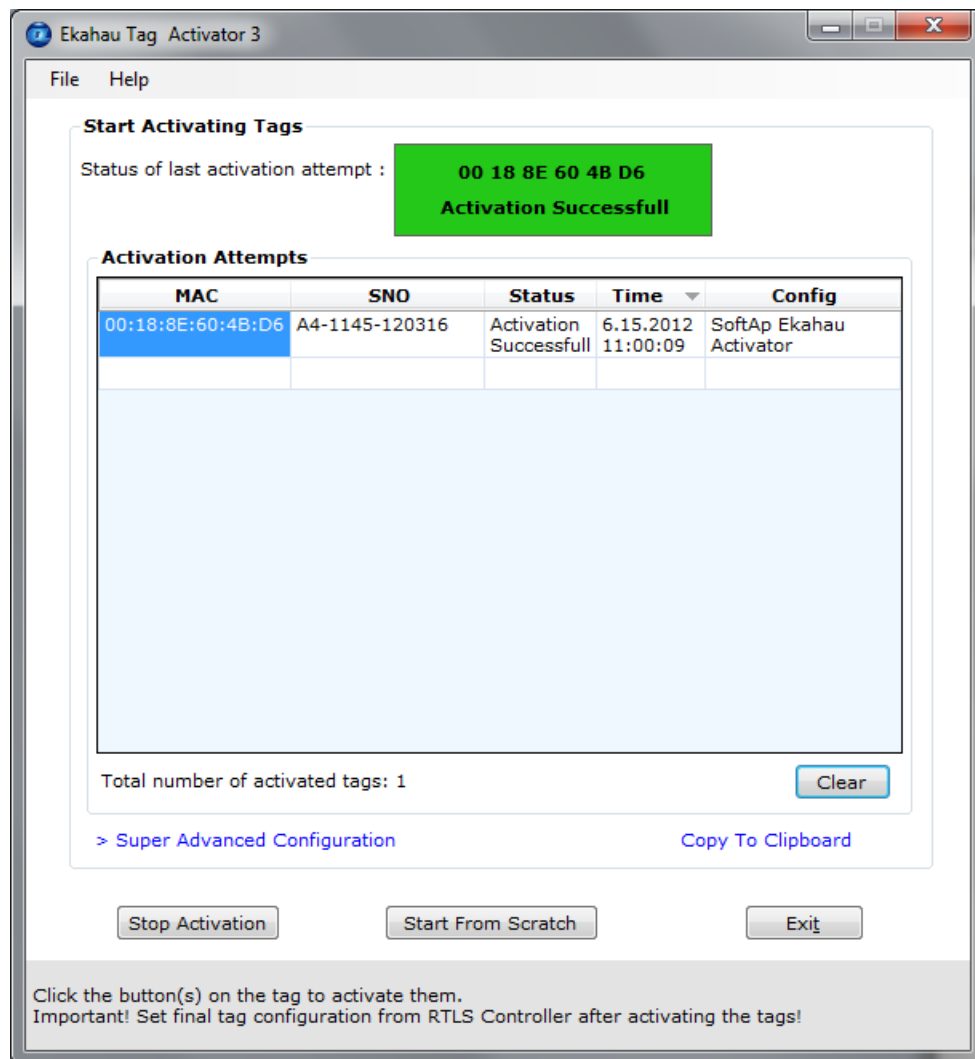 Ekahau Tag Activator 3
File Help
Start Activating Tags
Status of last activation attempt :
00 18 8E 60 4B D6
Activation Successfull
Activation Attempts
MAC SNO Status Time Config
00:18:8E:60:4B:D6 A4-1145-120316 Activation 6.15.2012 SoftAp Ekahau
Successfull 11:00:09 Activator
Total number of activated tags: 1
Clear
> Super Advanced Configuration Copy To Clipboard
Stop Activation Start From Scratch Exit
Click the button(s) on the tag to activate them.
Important! Set final tag configuration from RTLS Controller after activating the tags!